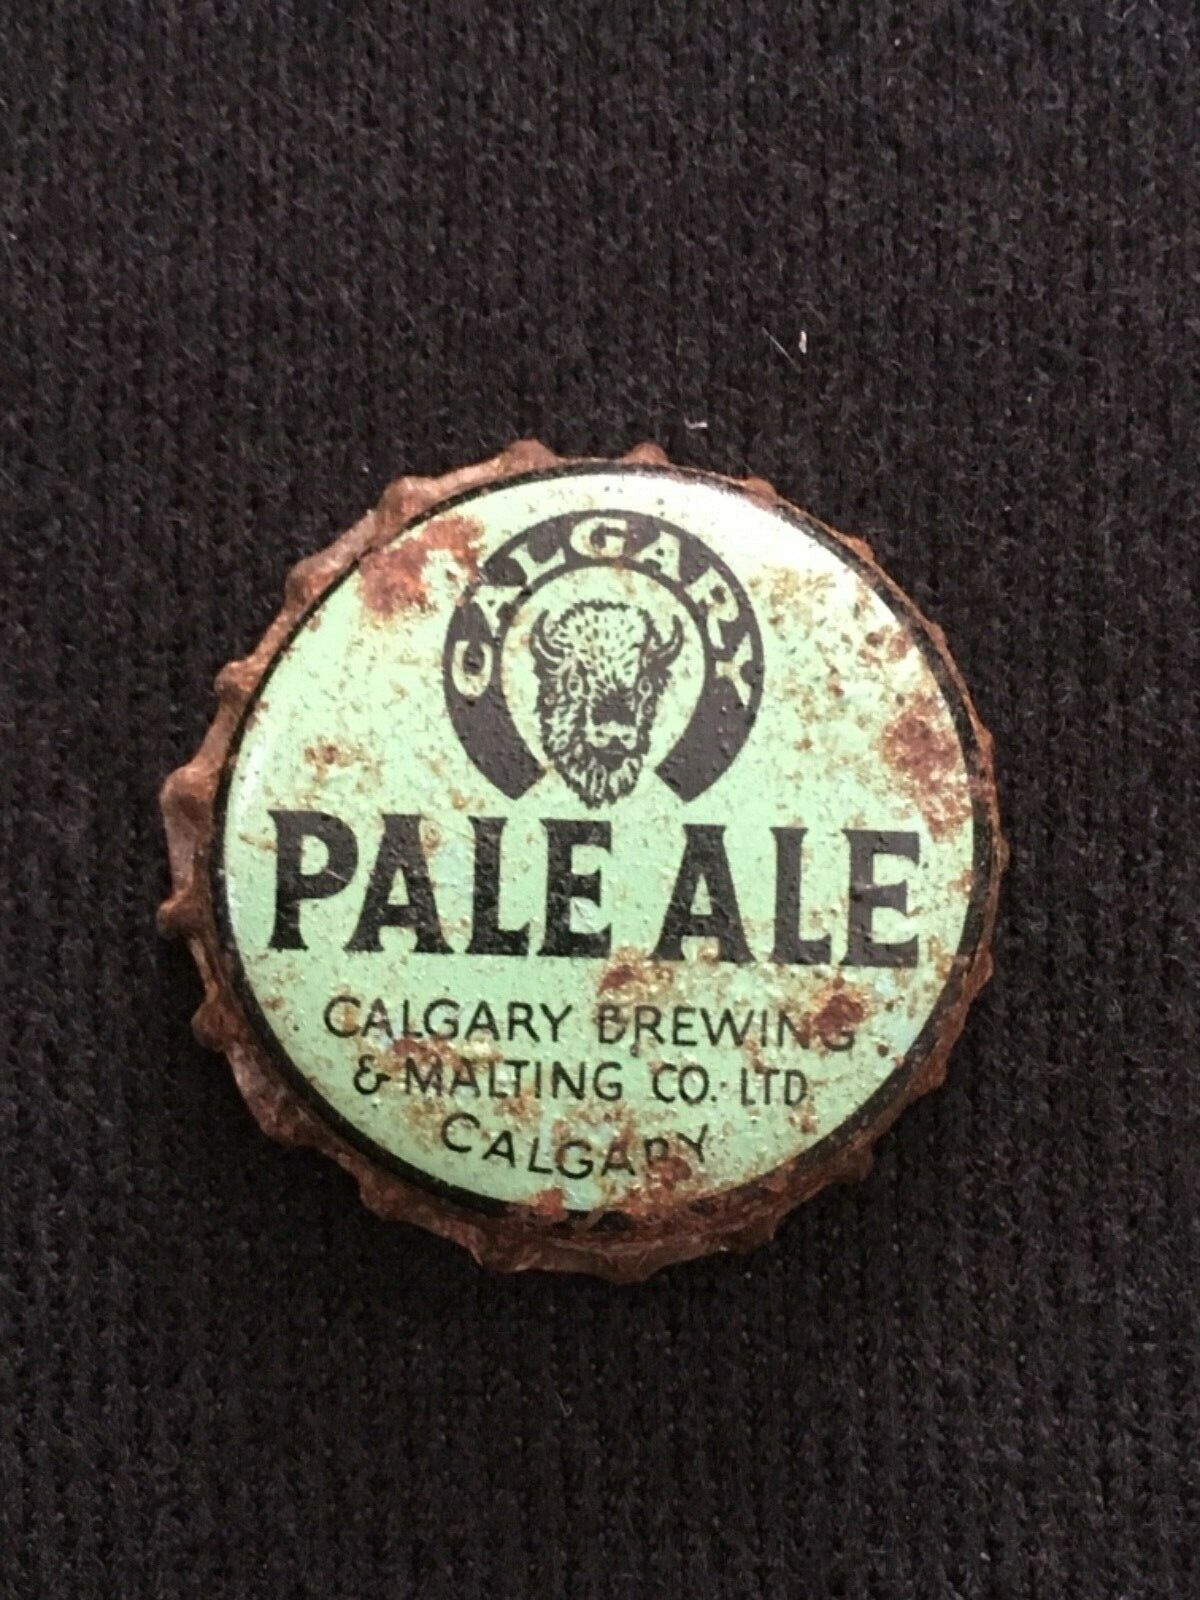 CALGARY
PALE ALE
CALGARY BREWING
& MALTING CO. LTD.
CALGARY